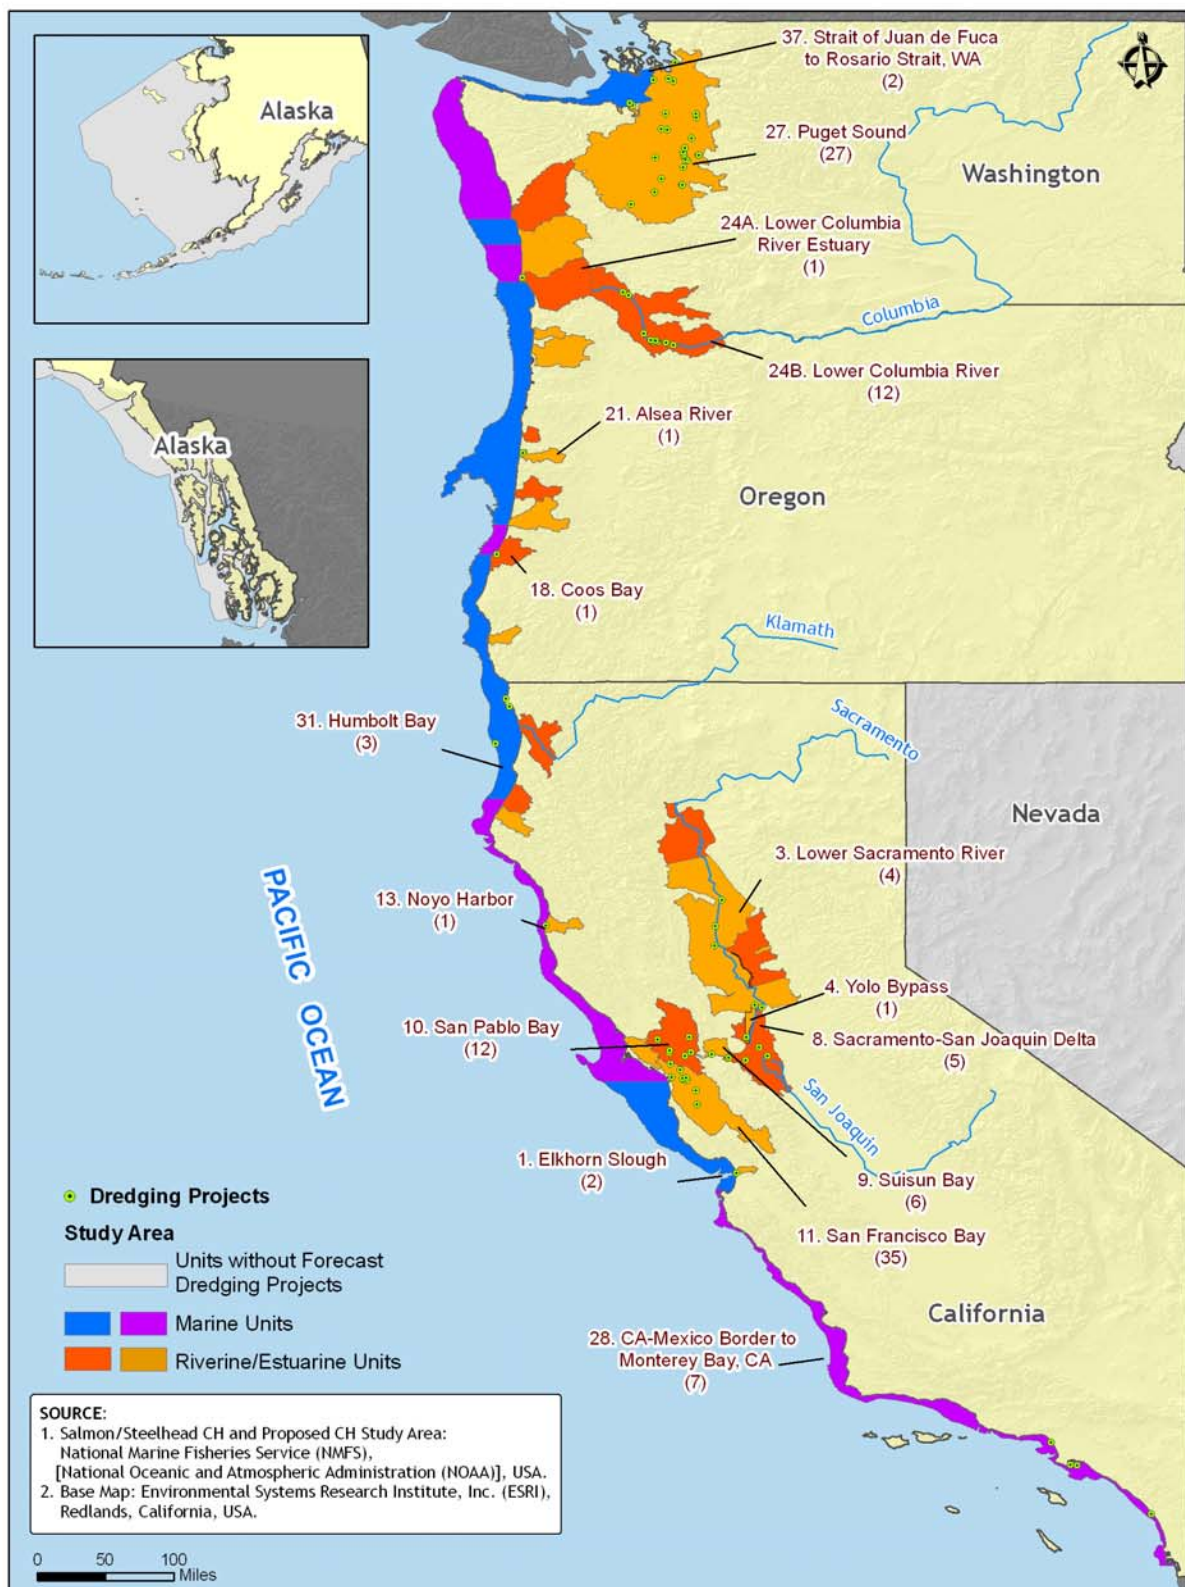 37. Strait of Juan de Fuca
to Rosario Strait, WA
(2)
Alaska
27. Puget Sound
(27)
Washington
24A. Lower Columbia
River Estuary
(1)
Columbia
24B. Lower Columbia River
(12)
21. Alsea River
(1)
Alaska
Oregon
18. Coos Bay
(1)
Klamath
31. Humbolt Bay
(3)
Sacramento
Nevada
3. Lower Sacramento River
(4)
13. Noyo Harbor
(1)
PACIFIC OCEAN
4. Yolo Bypass
(1)
10. San Pablo Bay
(12)
8. Sacramento-San Joaquin Delta
(5)
San Joaquin
1. Elkhorn Slough
(2)
9. Suisun Bay
(6)
11. San Francisco Bay
(35)
California
28. CA-Mexico Border to
Monterey Bay, CA
(7)
Dredging Projects
Study Area
Units without Forecast
Dredging Projects
Marine Units
Riverine/Estuarine Units
SOURCE:
1. Salmon/Steelhead CH and Proposed CH Study Area:
National Marine Fisheries Service (NMFS),
[National Oceanic and Atmospheric Administration (NOAA)], USA.
2. Base Map: Environmental Systems Research Institute, Inc. (ESRI),
Redlands, California, USA.
0 50 100
Miles